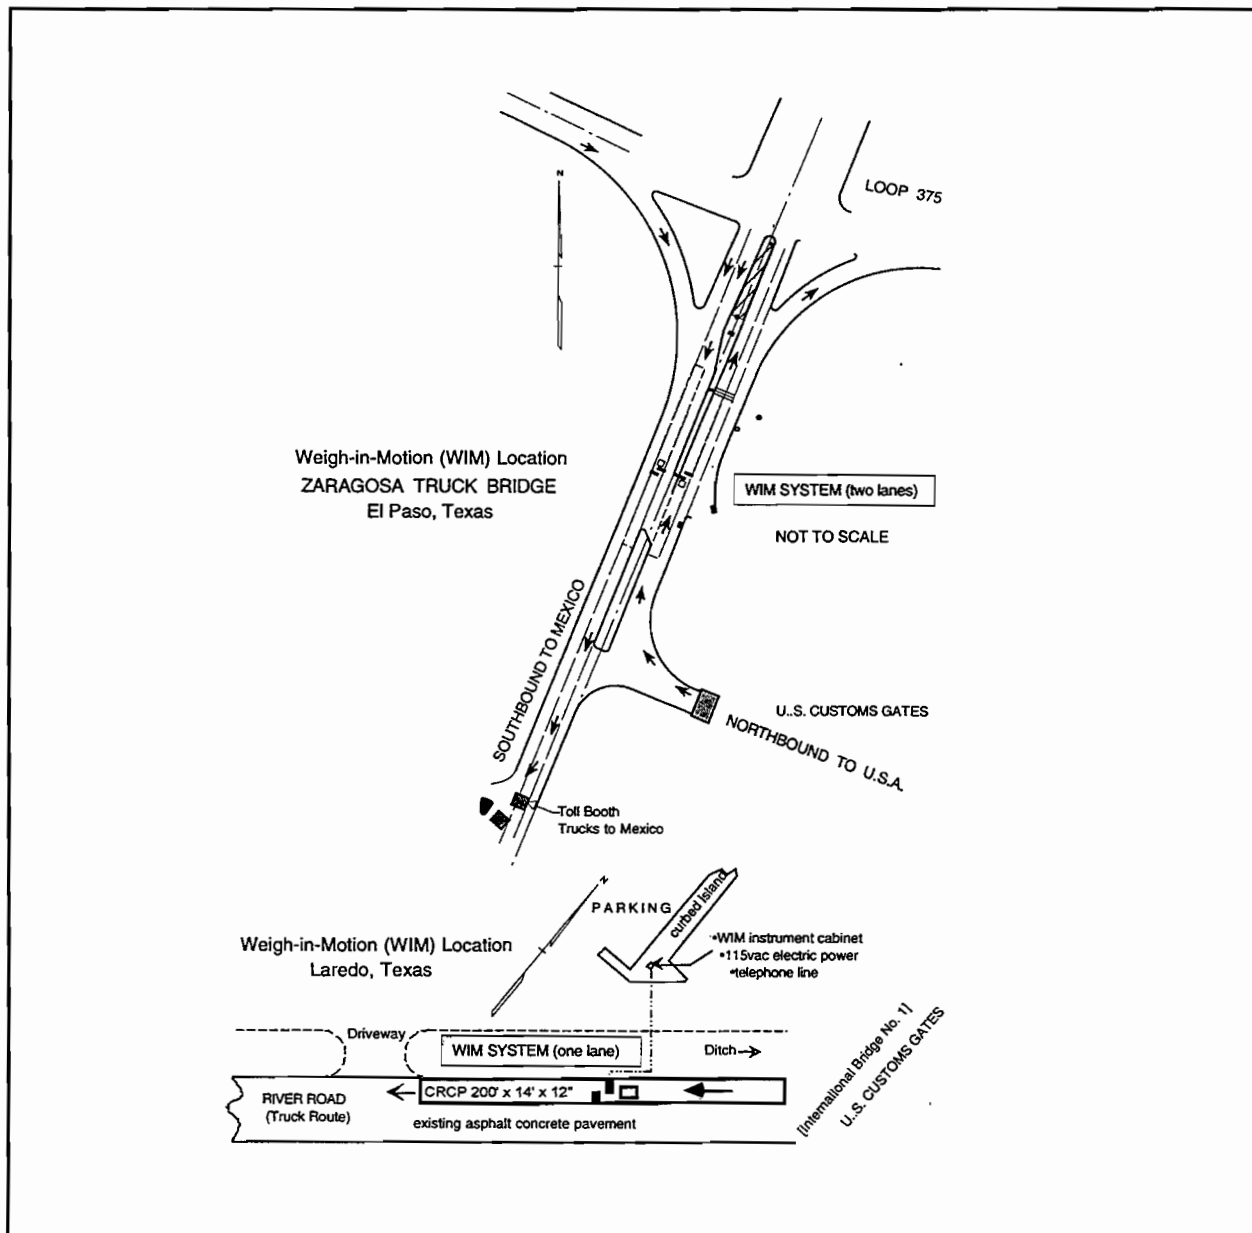 LOOP 375
N
Weigh-in-Motion (WIM) Location
ZARAGOSA TRUCK BRIDGE
El Paso, Texas
WIM SYSTEM (two lanes)
NOT TO SCALE
SOUTHBOUND TO MEXICO
U..S. CUSTOMS GATES
NORTHBOUND TO U.S.A.
Toll Booth
Trucks to Mexico
N
PARKING
curbed island
Weigh-in-Motion (WIM) Location
Laredo, Texas
•WIM instrument cabinet
•115vac electric power
•telephone line
Driveway
WIM SYSTEM (one lane)
Ditch
[International Bridge No. 1]
U..S. CUSTOMS GATES
RIVER ROAD
(Truck Route)
CRCP 200' x 14' x 12"
existing asphalt concrete pavement